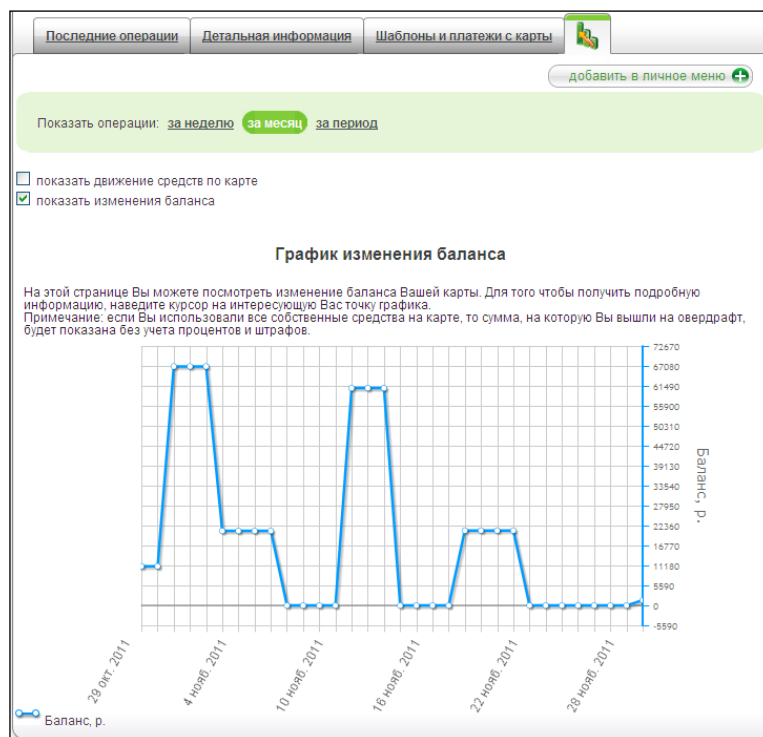 Последние операции
Детальная информация
Шаблоны и платежи с карты
добавить в личное меню
Показать операции: за неделю за месяц за период
показать движение средств по карте
показать изменения баланса
График изменения баланса
На этой странице Вы можете посмотреть изменение баланса Вашей карты. Для того чтобы получить подробную
информацию, наведите курсор на интересующую Вас точку графика.
Примечание: если Вы использовали все собственные средства на карте, то сумма, на которую Вы вышли на овердрафт,
будет показана без учета процентов и штрафов.
72670
67080
61490
55900
50310
44720
39130
33540
27950
22360
16770
11180
5590
0
-5590
Баланс, р.
29 окт. 2011
4 нояб. 2011
10 нояб. 2011
16 нояб. 2011
22 нояб. 2011
28 нояб. 2011
Баланс, р.